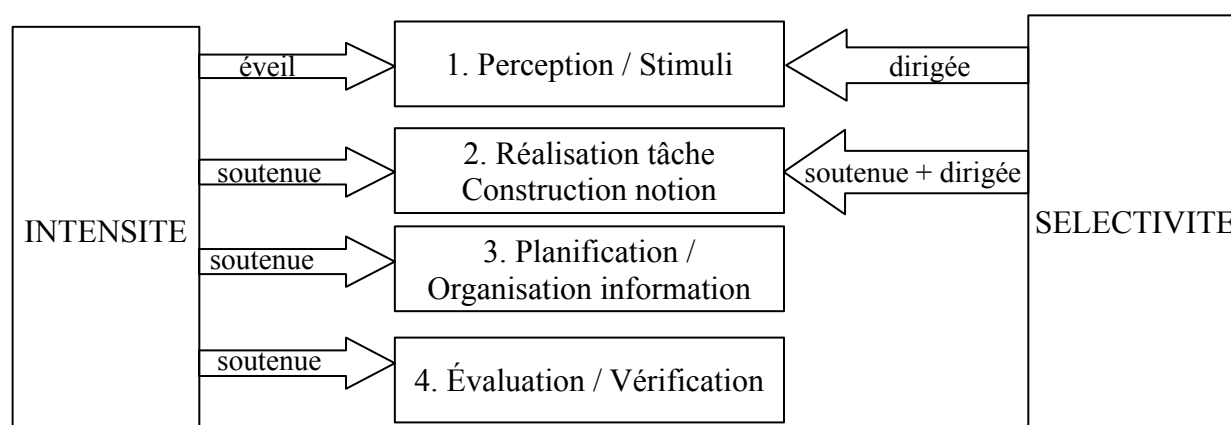 éveil
1. Perception / Stimuli
dirigée
soutenue
2. Réalisation tâche
Construction notion
soutenue + dirigée
INTENSITE
SELECTIVITE
soutenue
3. Planification /
Organisation information
soutenue
4. Évaluation / Vérification